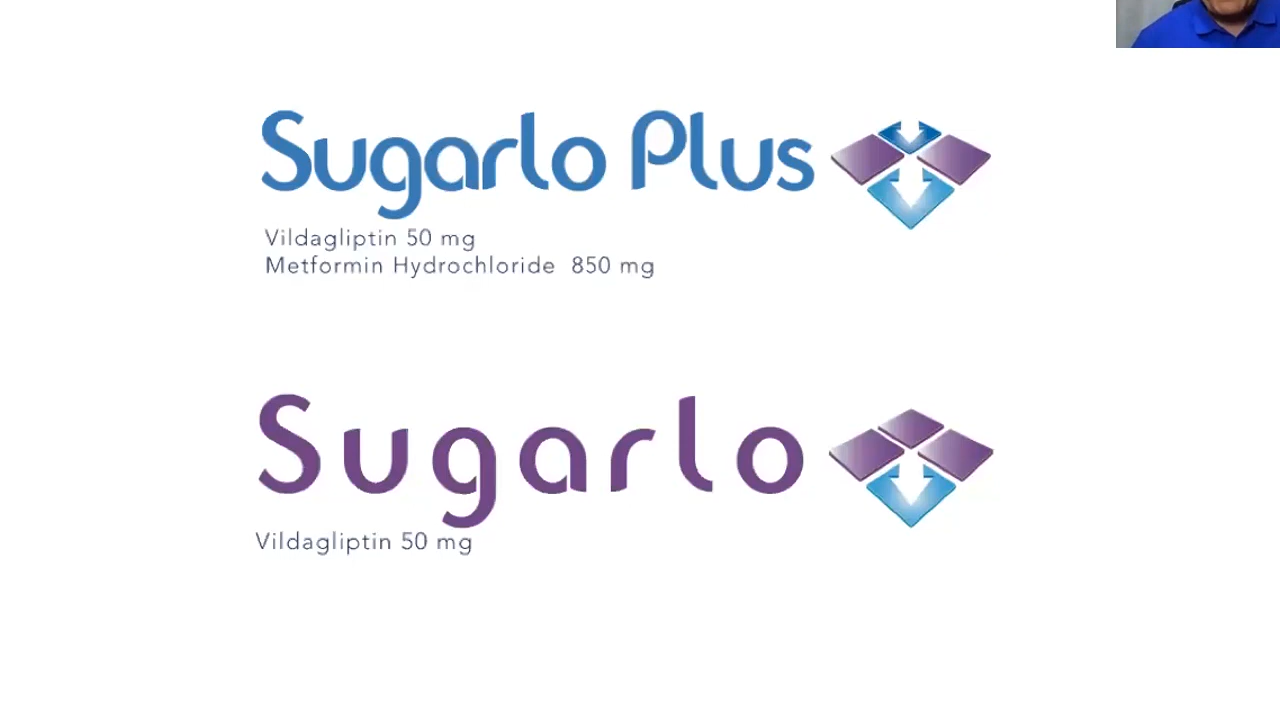 Sugarlo Plus
Vildagliptin 50 mg
Metformin Hydrochloride 850 mg
Sugarlo
Vildagliptin 50 mg